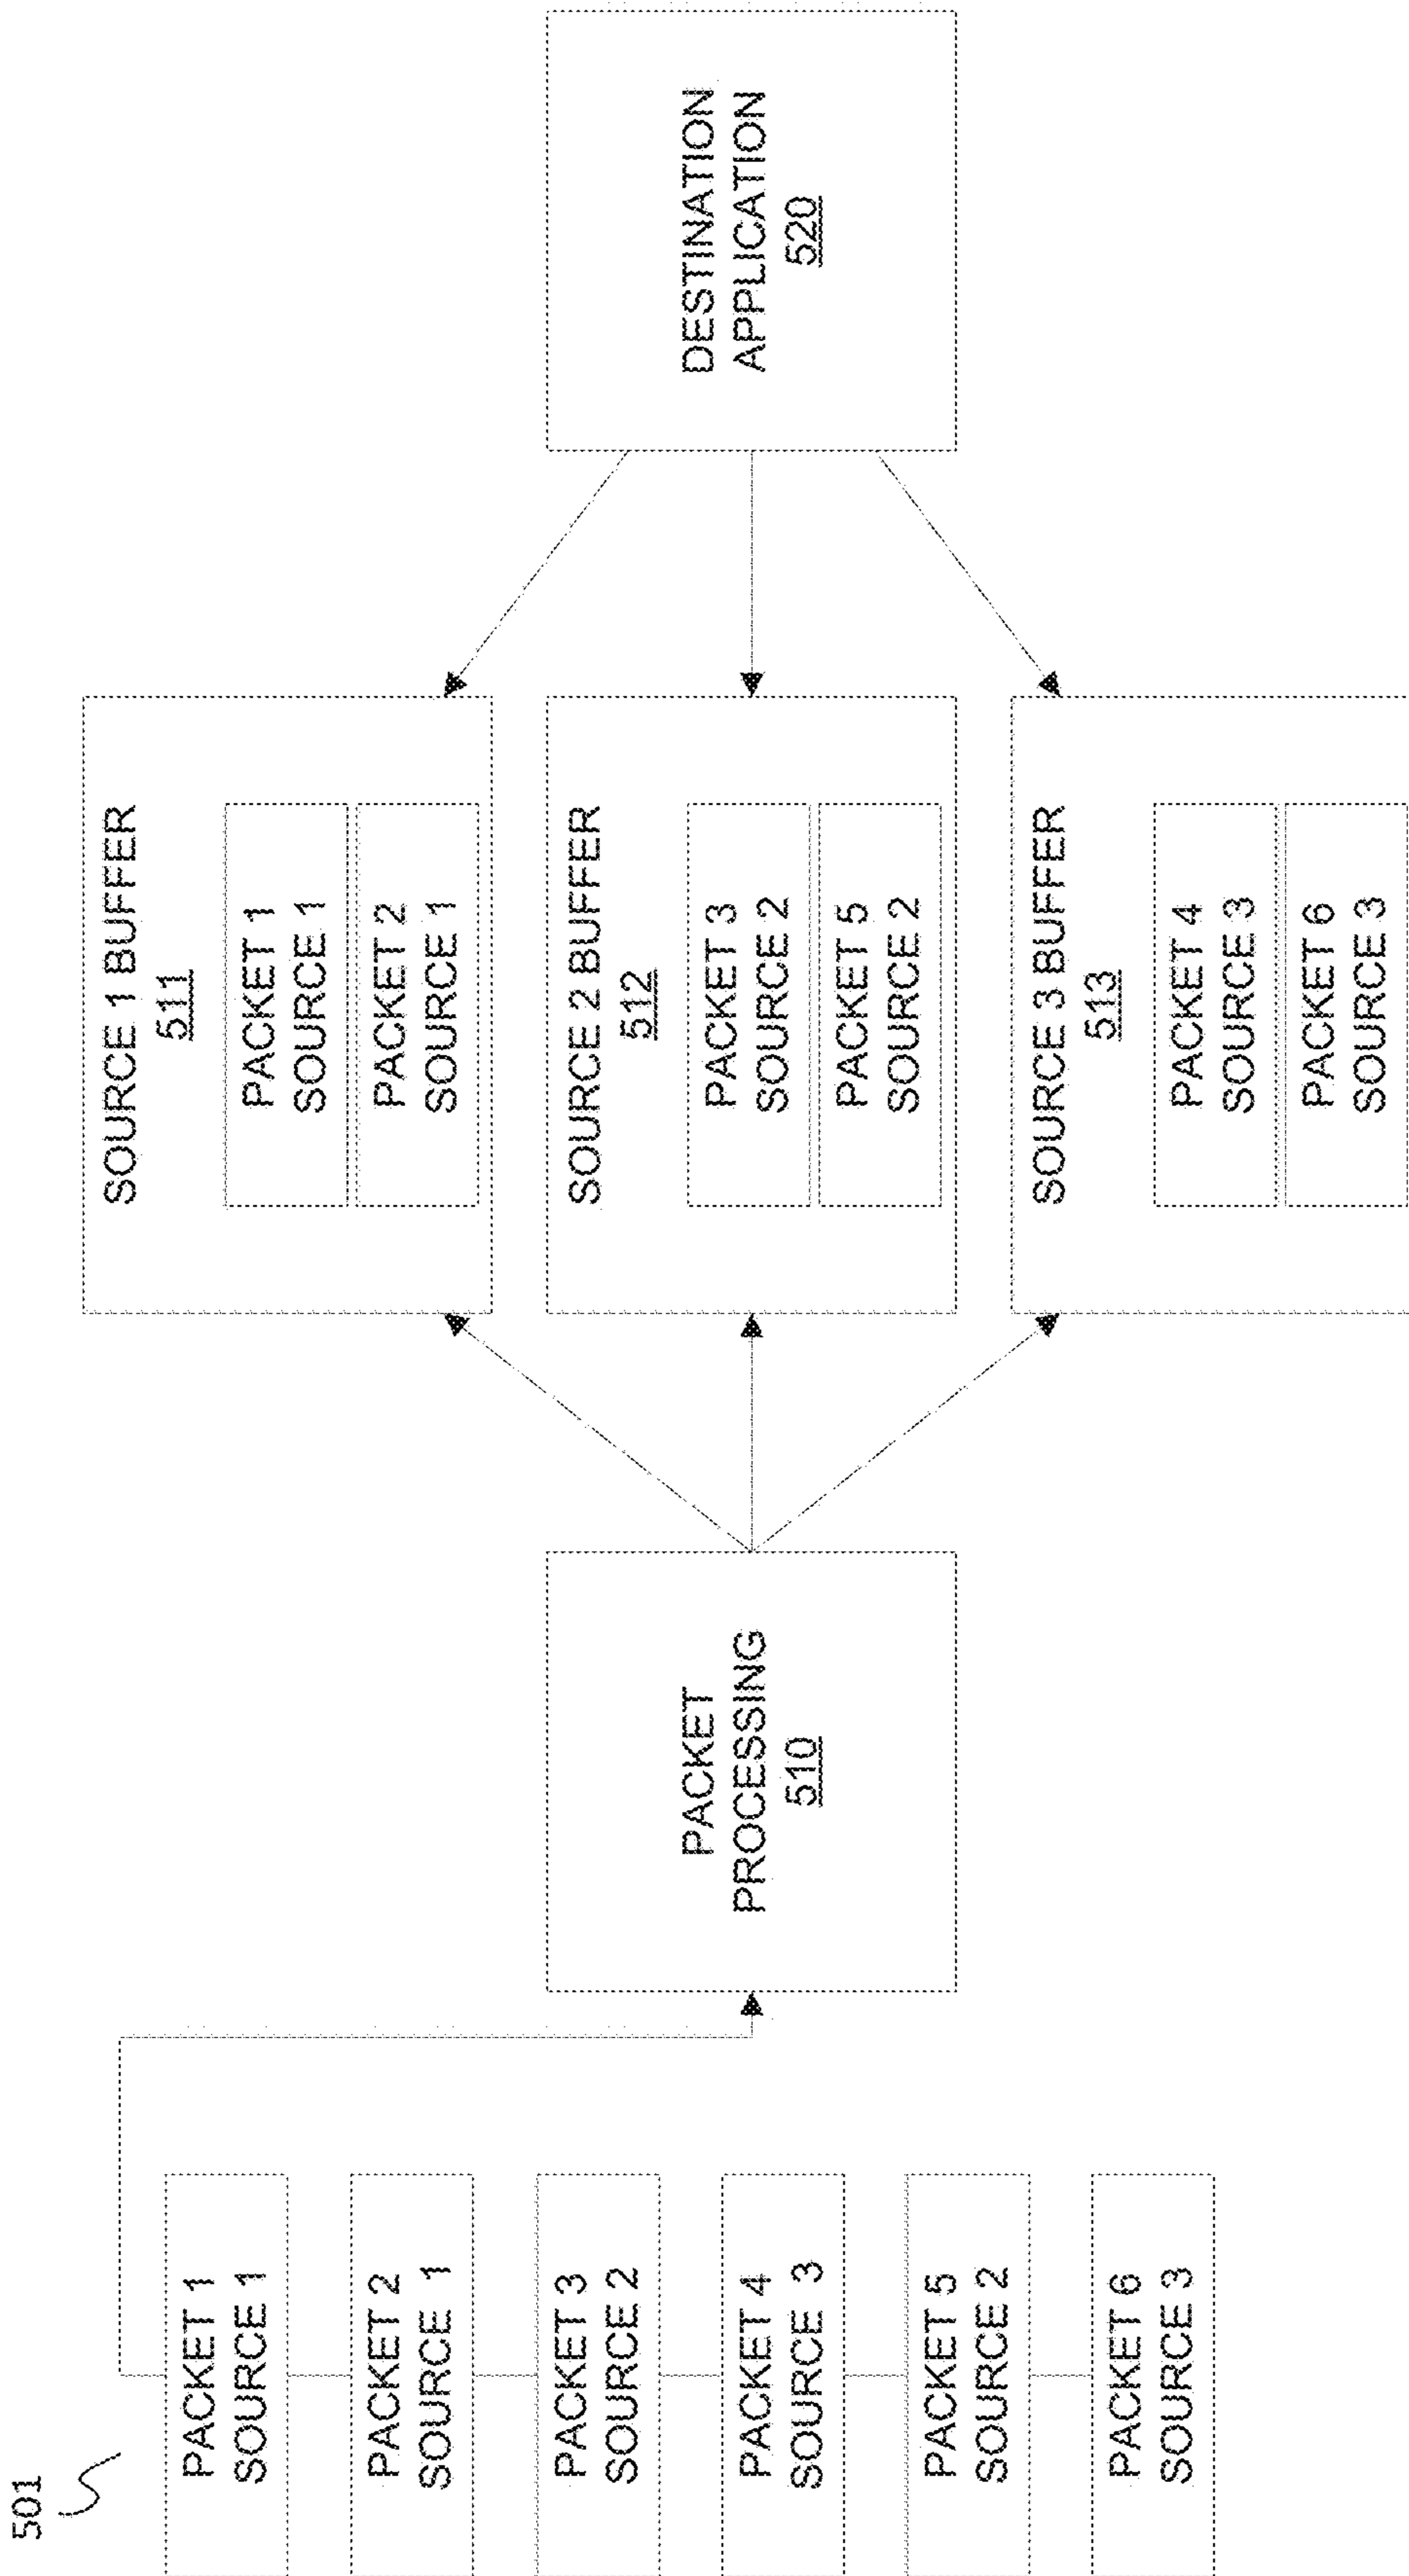 501
PACKET 1
SOURCE 1
PACKET 2
SOURCE 1
PACKET 3
SOURCE 2
PACKET 4
SOURCE 3
PACKET 5
SOURCE 2
PACKET 6
SOURCE 3
PACKET
PROCESSING
510
SOURCE 1 BUFFER
511
PACKET 1
SOURCE 1
PACKET 2
SOURCE 1
SOURCE 2 BUFFER
512
PACKET 3
SOURCE 2
PACKET 5
SOURCE 2
SOURCE 3 BUFFER
513
PACKET 4
SOURCE 3
PACKET 6
SOURCE 3
DESTINATION
APPLICATION
520